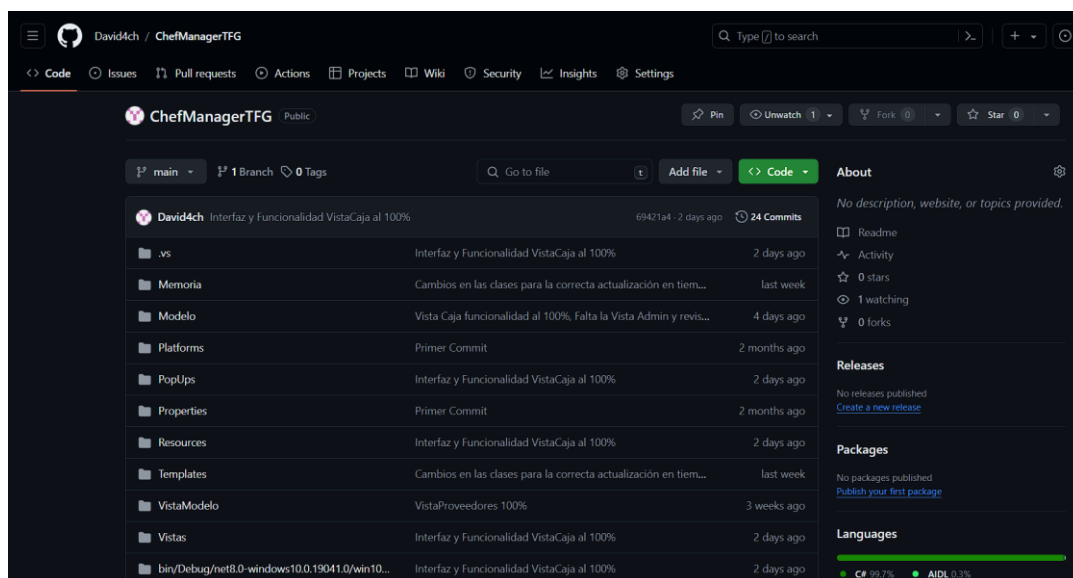 David4ch / ChefManagerTFG
Type / to search
Code Issues Pull requests Actions Projects Wiki Security Insights Settings
ChefManagerTFG Public
Pin Unwatch 1 Fork 0 Star 0
main 1 Branch 0 Tags
Go to file t Add file Code
About
David4ch Interfaz y Funcionalidad VistaCaja al 100% 69421a4 · 2 days ago 24 Commits
No description, website, or topics provided.
.vs Interfaz y Funcionalidad VistaCaja al 100% 2 days ago
Memoria Cambios en las clases para la correcta actualización en tiem... last week
Modelo Vista Caja funcionalidad al 100%, Falta la Vista Admin y revis... 4 days ago
Platforms Primer Commit 2 months ago
PopUps Interfaz y Funcionalidad VistaCaja al 100% 2 days ago
Properties Primer Commit 2 months ago
Resources Interfaz y Funcionalidad VistaCaja al 100% 2 days ago
Templates Cambios en las clases para la correcta actualización en tiem... last week
VistaModelo VistaProveedores 100% 3 weeks ago
Vistas Interfaz y Funcionalidad VistaCaja al 100% 2 days ago
bin/Debug/net8.0-windows10.0.19041.0/win10... Interfaz y Funcionalidad VistaCaja al 100% 2 days ago
Readme
Activity
0 stars
1 watching
0 forks
Releases
No releases published
Create a new release
Packages
No packages published
Publish your first package
Languages
C# 99.7% AIDL 0.3%